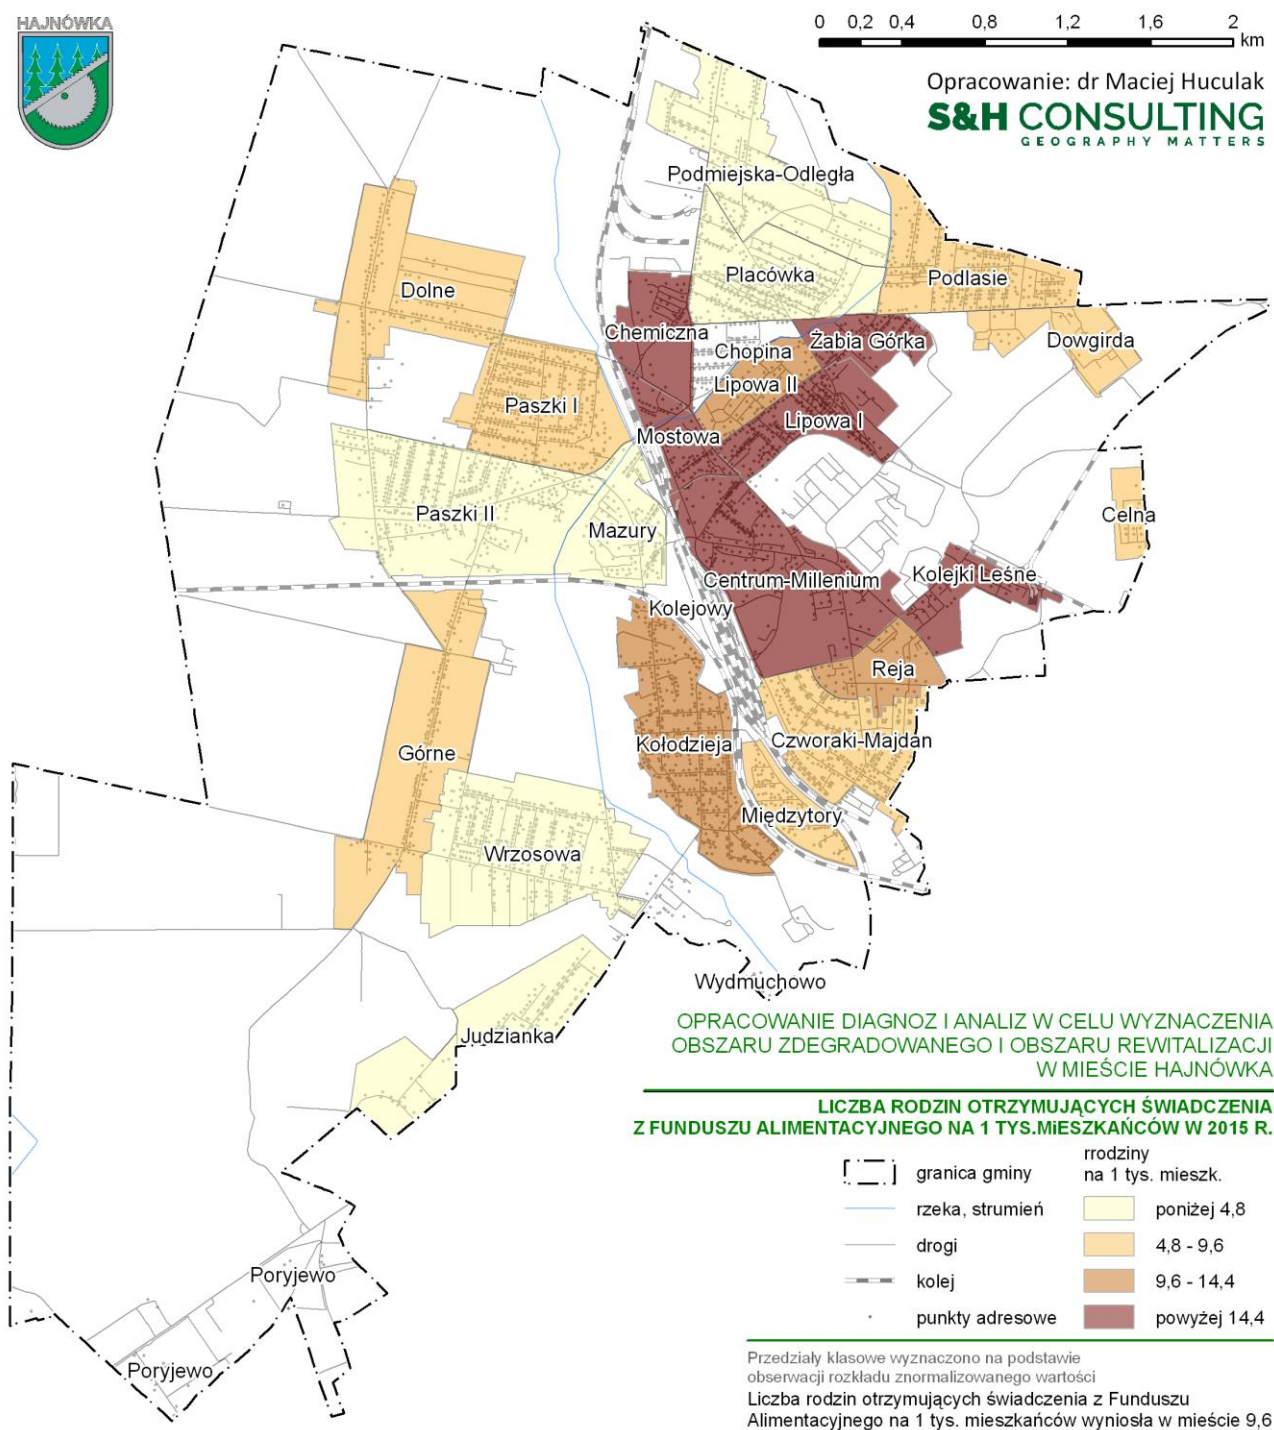 HAJNÓWKA
0 0,2 0,4 0,8 1,2 1,6 2
km
Opracowanie: dr Maciej Huculak
S&H CONSULTING
GEOGRAPHY MATTERS
Podmiejska-Odległa
Placówka
Podlasie
Dolne
Chemiczna
Żabia Górka
Dowgirda
Chopina
Lipowa II
Paszki I
Lipowa I
Mostowa
Paszki II
Celna
Mazury
Centrum-Millenium
Kolejki Leśne
Kolejowy
Reja
Górne
Kołodzieja
Czworaki-Majdan
Międzytory
Wrzosowa
Wydmuchowo
Judzianka
Poryjewo
Poryjewo
OPRACOWANIE DIAGNOZ I ANALIZ W CELU WYZNACZENIA
OBSZARU ZDEGRADOWANEGO I OBSZARU REWITALIZACJI
W MIEŚCIE HAJNÓWKA
LICZBA RODZIN OTRZYMUJĄCYCH ŚWIADCZENIA
Z FUNDUSZU ALIMENTACYJNEGO NA 1 TYS.MiESZKAŃCÓW W 2015 R.
granica gminy
rzeka, strumień
drogi
kolej
punkty adresowe
rrodziny
na 1 tys. mieszk.
poniżej 4,8
4,8 - 9,6
9,6 - 14,4
powyżej 14,4
Przedziały klasowe wyznaczono na podstawie
obserwacji rozkładu znormalizowanego wartości
Liczba rodzin otrzymujących świadczenia z Funduszu
Alimentacyjnego na 1 tys. mieszkańców wyniosła w mieście 9,6